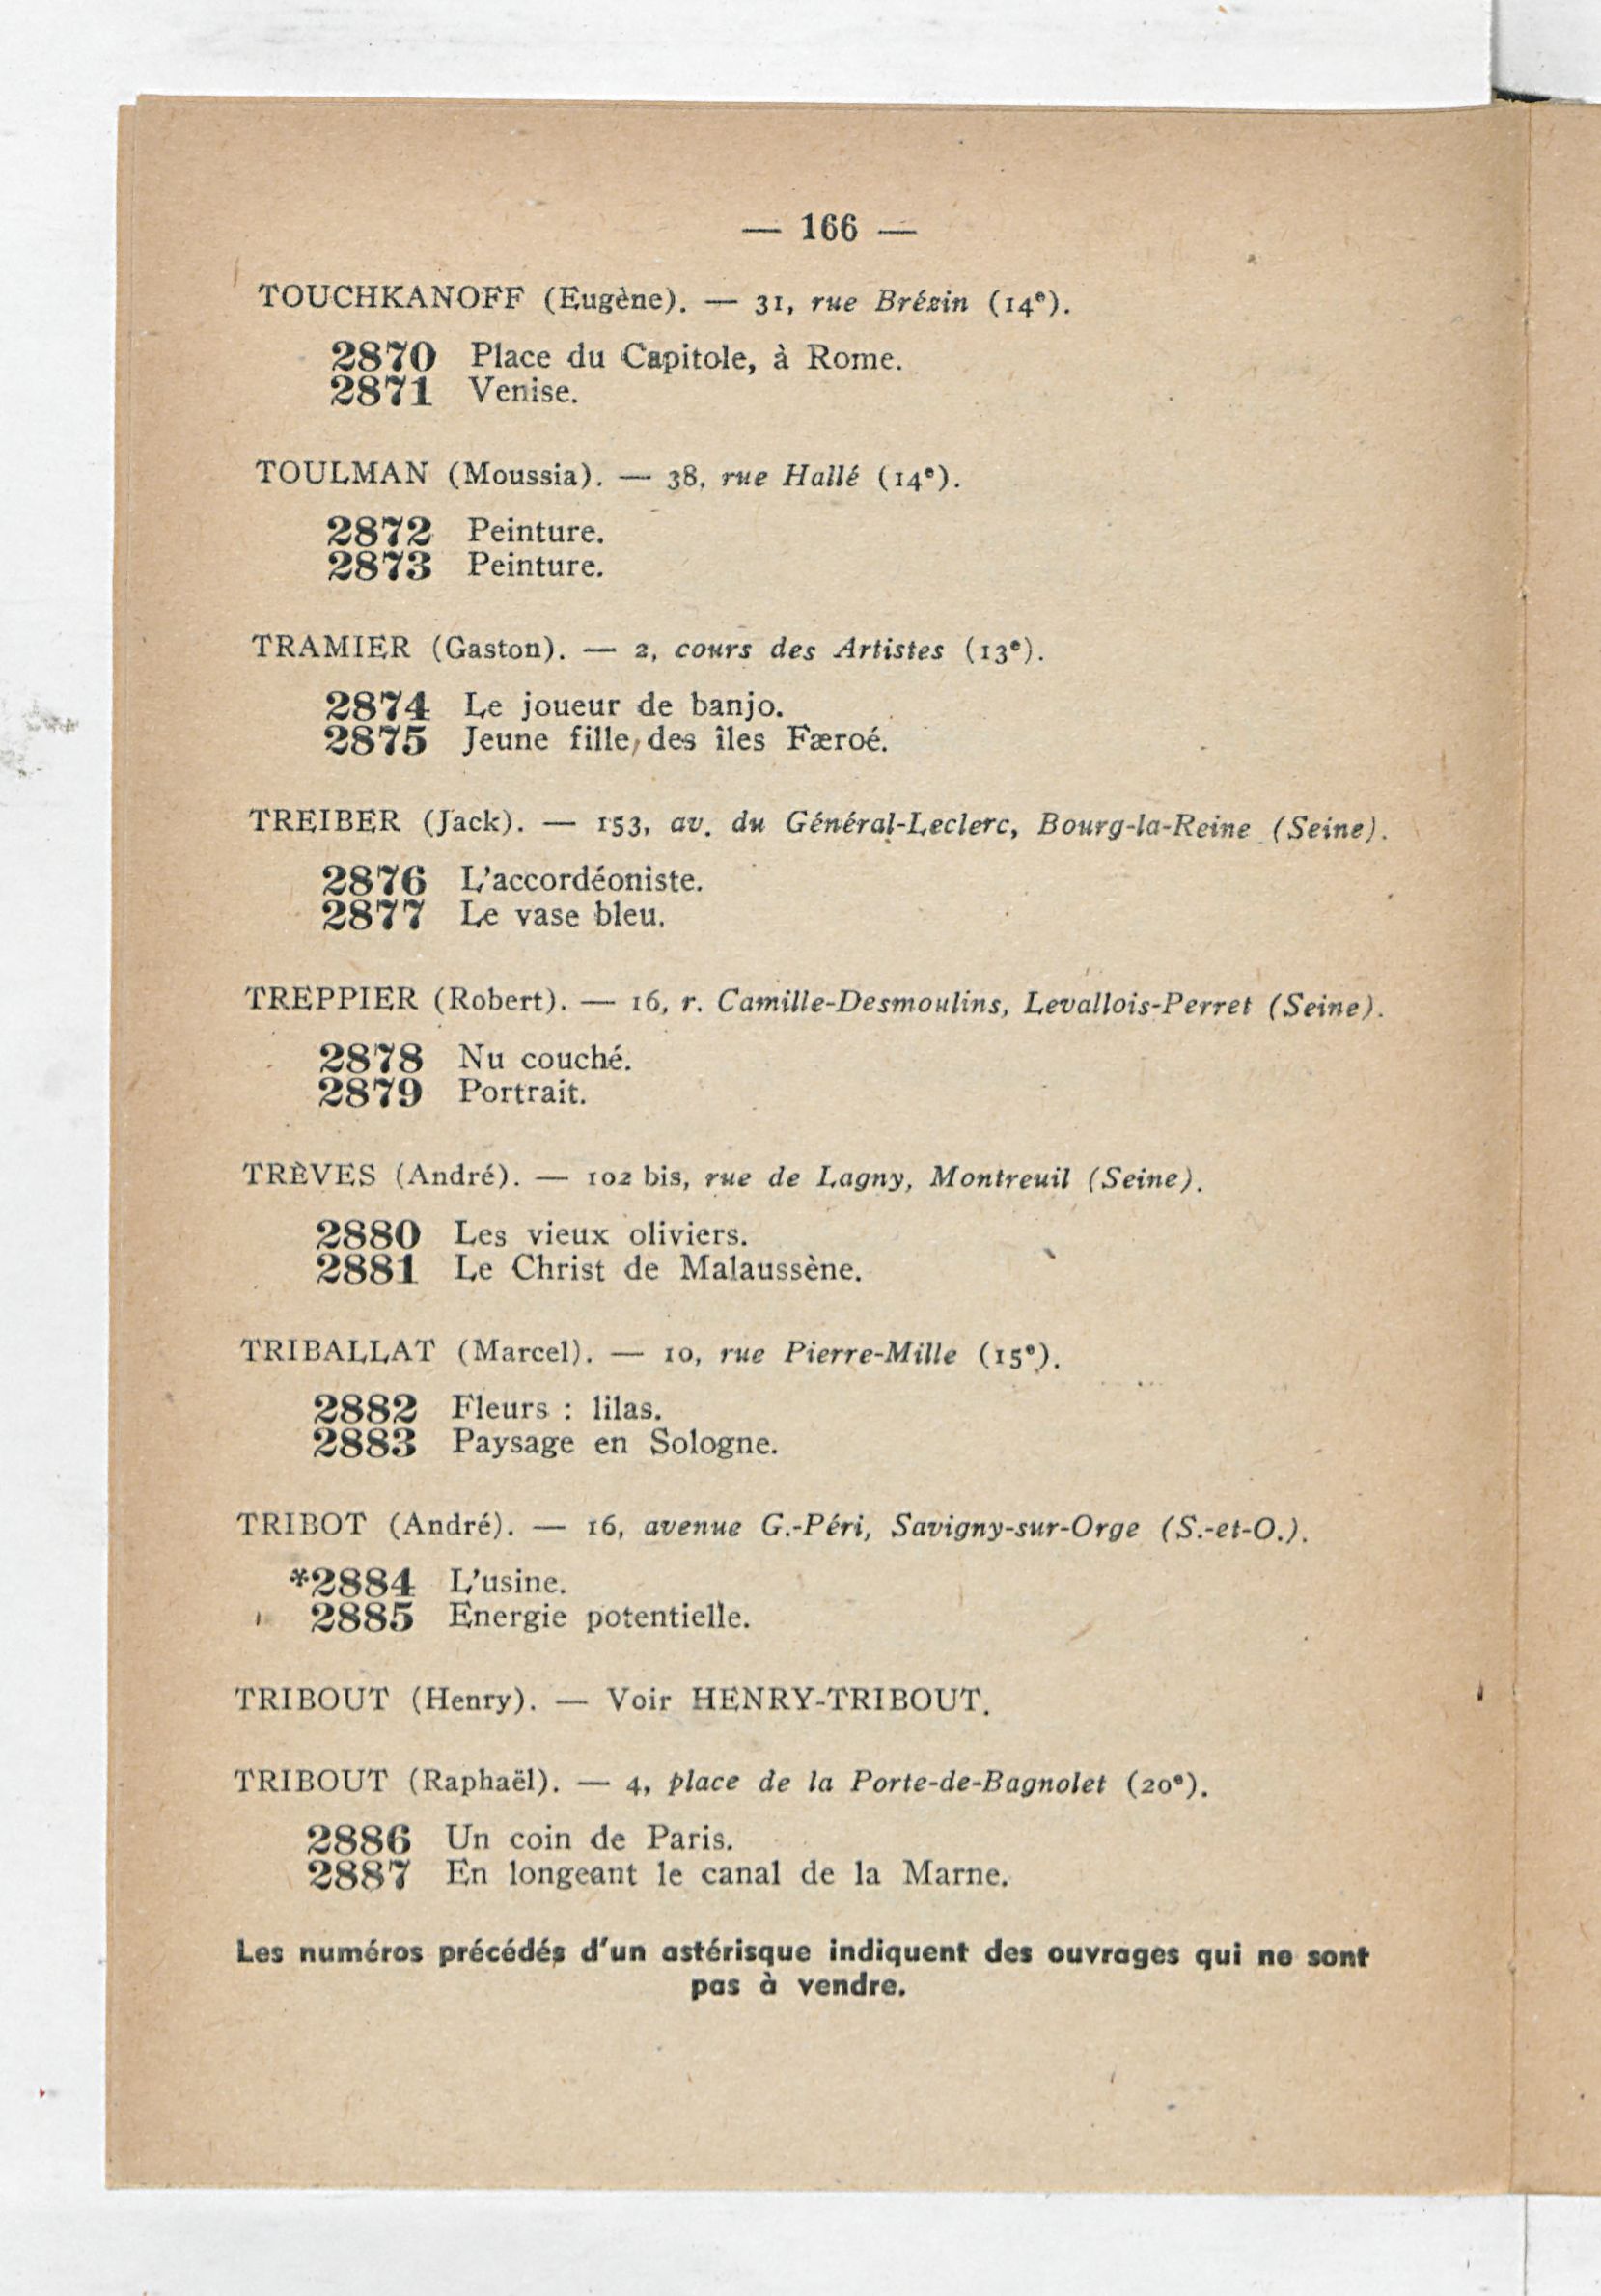 — 166 —
TOUCHKANOFF (Eugène). — 31, rue Brézin (14e).
2870 Place du Capitole, à Rome.
2871 Venise.
TOULMAN (Moussia). — 38, rue Hallé (14e).
2872 Peinture.
2873 Peinture.
TRAMIER (Gaston). — 2, cours des Artistes (13e).
2874 Le joueur de banjo.
2875 Jeune fille des îles Færoé.
TREIBER (Jack). — 153, av. du Général-Leclerc, Bourg-la-Reine (Seine).
2876 L'accordéoniste.
2877 Le vase bleu.
TREPPIER (Robert). — 16, r. Camille-Desmoulins, Levallois-Perret (Seine).
2878 Nu couché.
2879 Portrait.
TRÈVES (André). — 102 bis, rue de Lagny, Montreuil (Seine).
2880 Les vieux oliviers.
2881 Le Christ de Malaussène.
TRIBALLAT (Marcel). — 10, rue Pierre-Mille (15e).
2882 Fleurs : lilas.
2883 Paysage en Sologne.
TRIBOT (André). — 16, avenue G.-Péri, Savigny-sur-Orge (S.-et-O.).
*2884 L'usine.
2885 Energie potentielle.
TRIBOUT (Henry). — Voir HENRY-TRIBOUT.
TRIBOUT (Raphaël). — 4, place de la Porte-de-Bagnolet (20e).
2886 Un coin de Paris.
2887 En longeant le canal de la Marne.
Les numéros précédés d'un astérisque indiquent des ouvrages qui ne sont
pas à vendre.